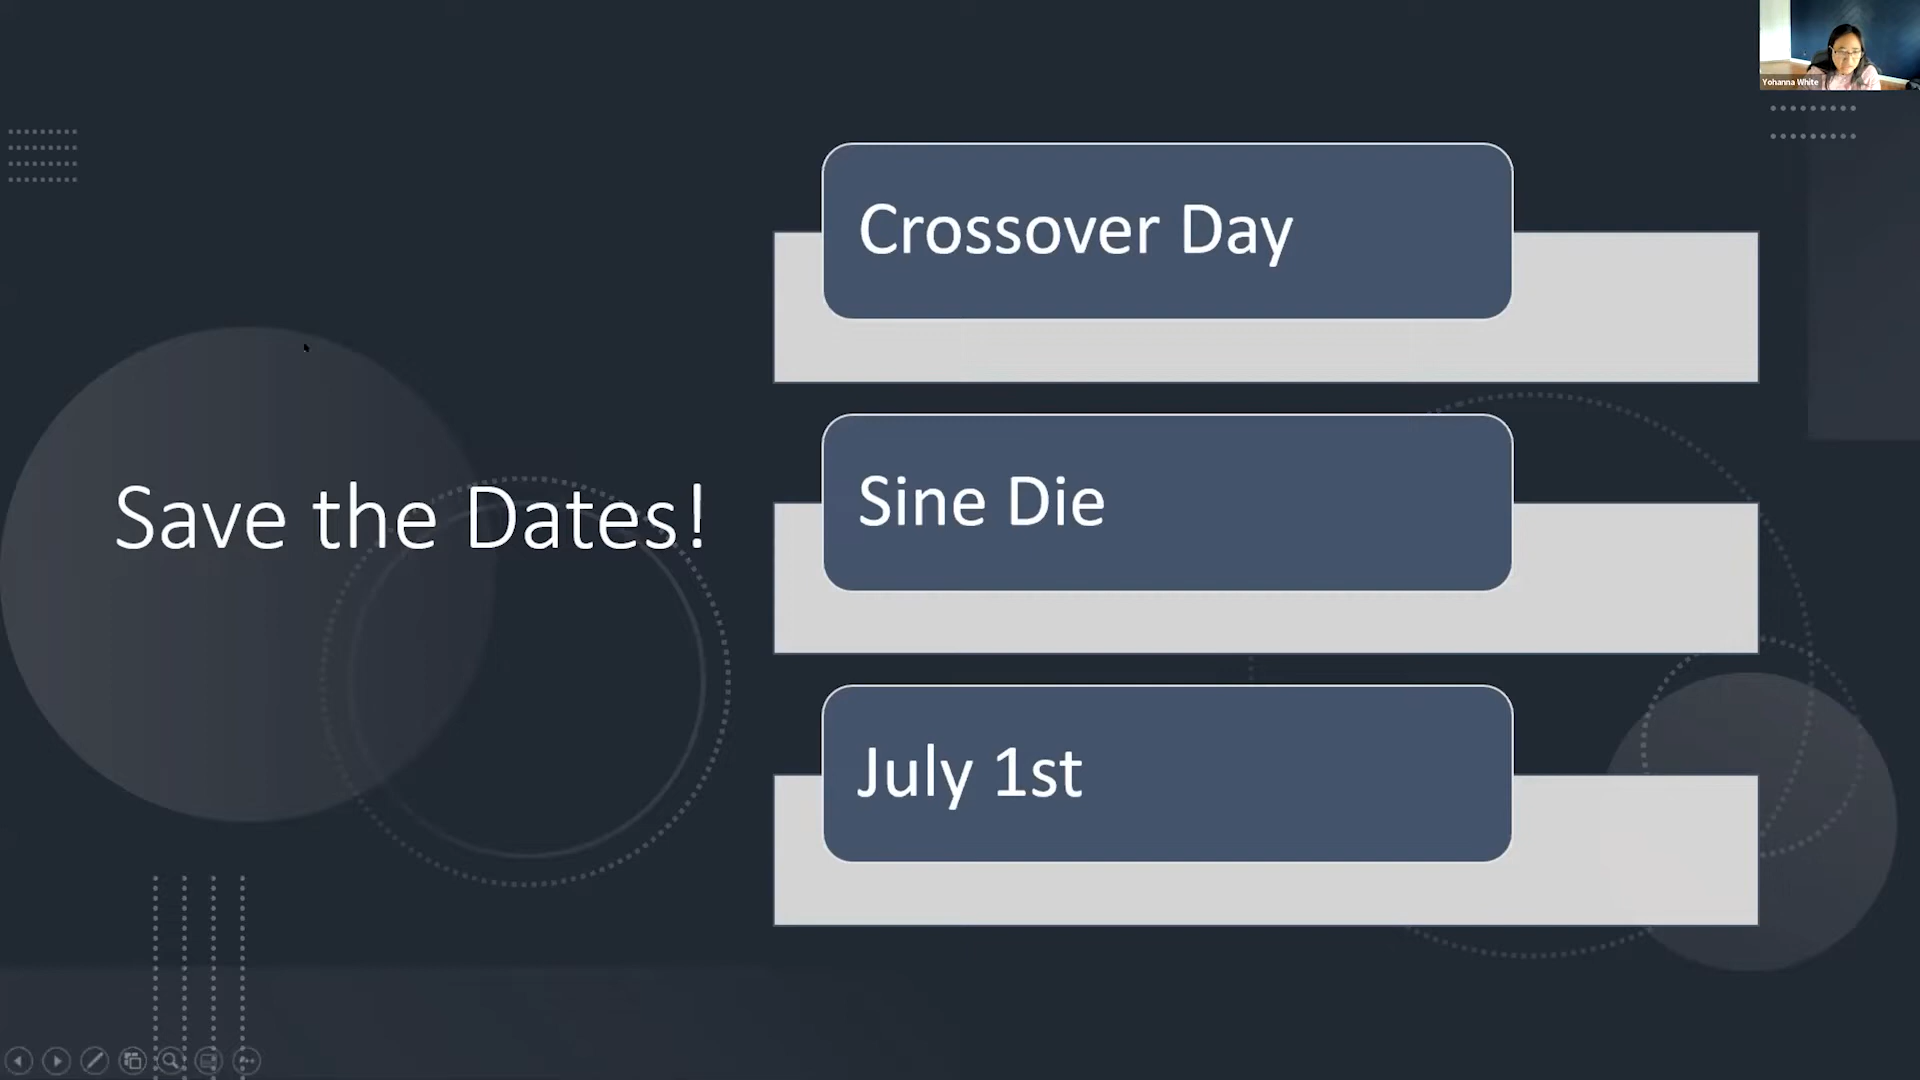 Yohanna White
Save the Dates!
Crossover Day
Sine Die
July 1st